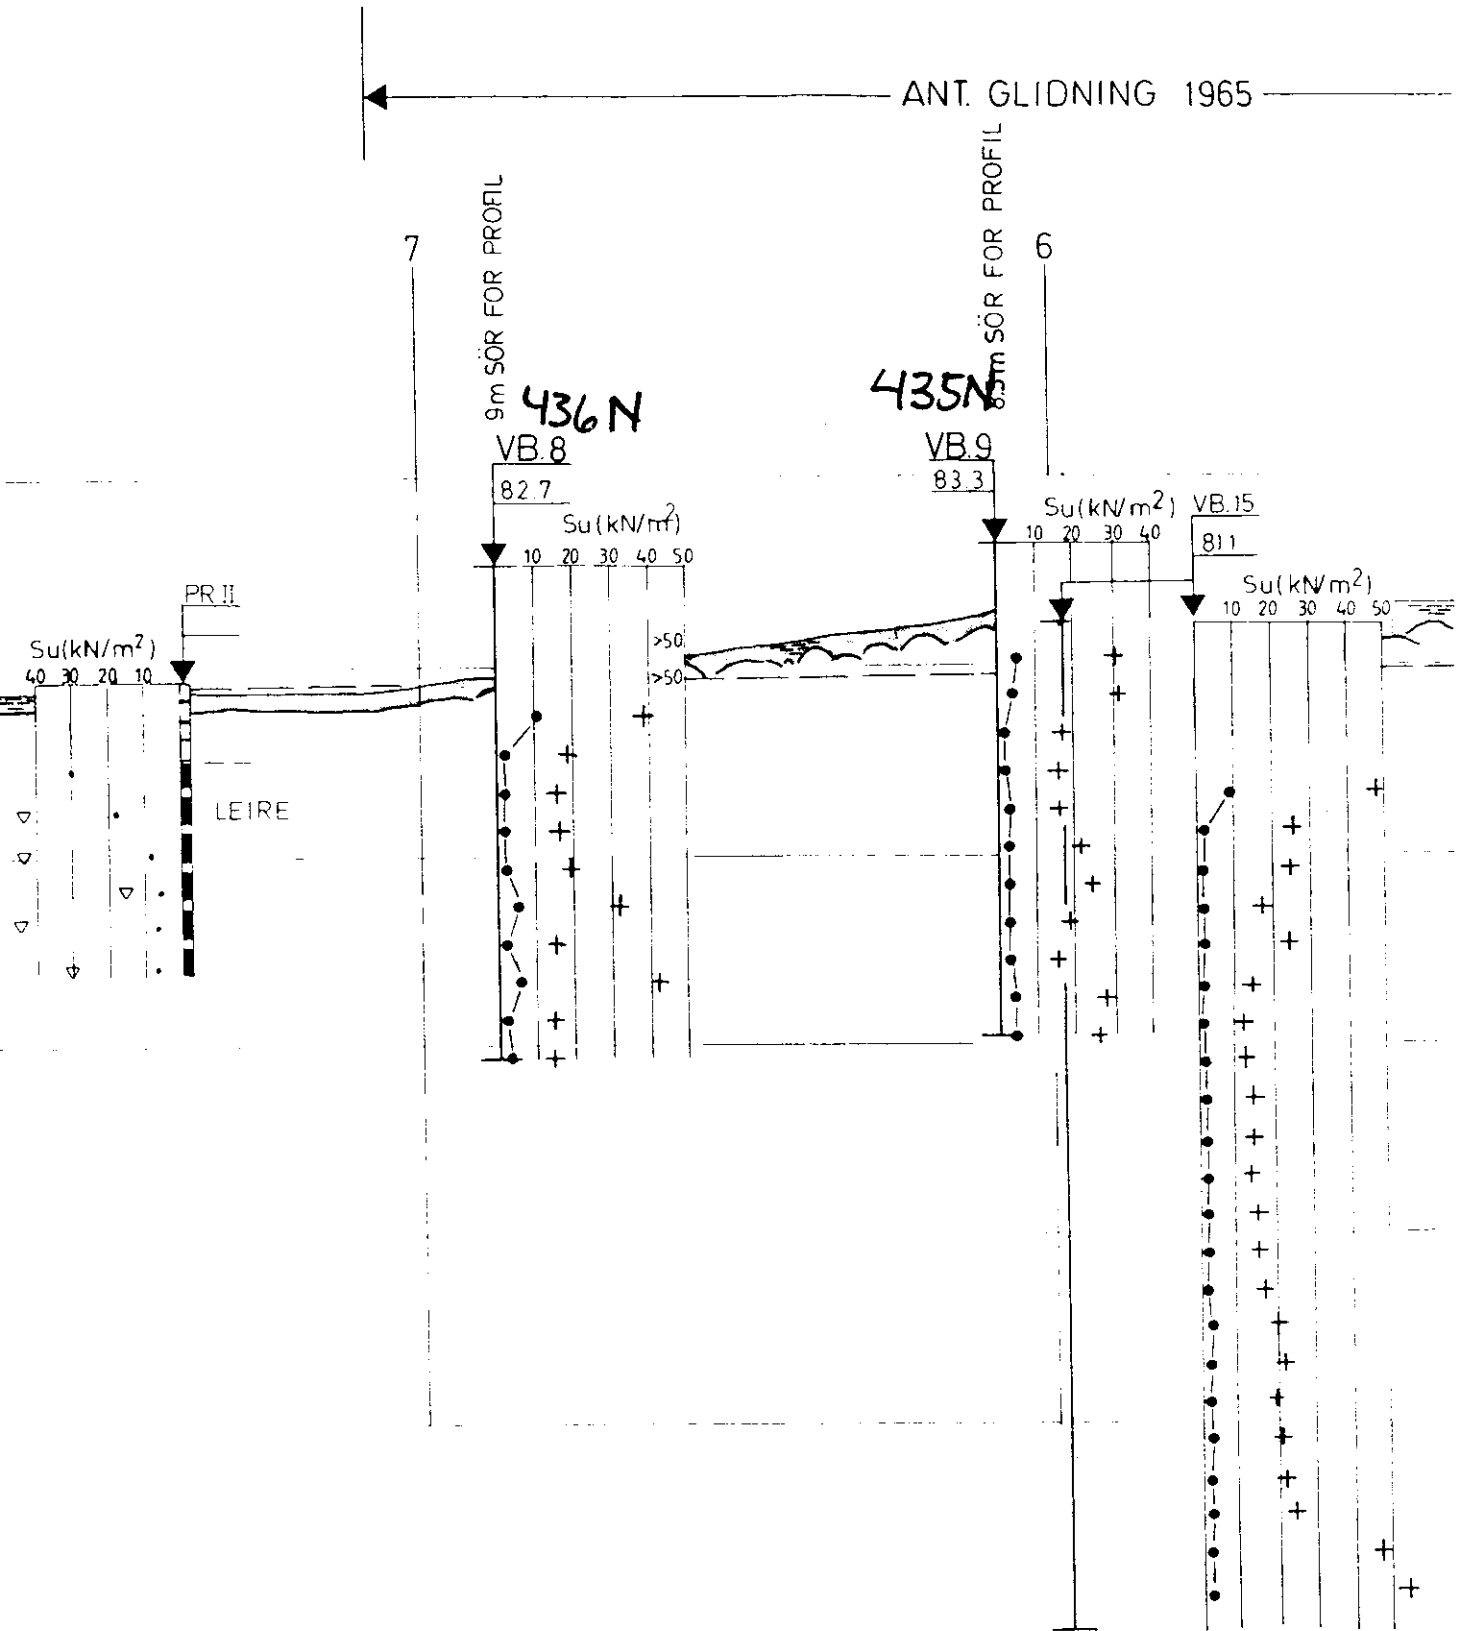 ANT. GLIDNING 1965
7
9m SÖR FOR PROFIL
8.5m SÖR FOR PROFIL
6
436 N
435N
VB.8
82.7
VB.9
83.3
Su(kN/m²)
10 20 30 40 50
Su(kN/m²)
10 20 30 40
VB.15
81.1
Su(kN/m²)
10 20 30 40 50
PR II
Su(kN/m²)
40 30 20 10
>50
>50
LEIRE